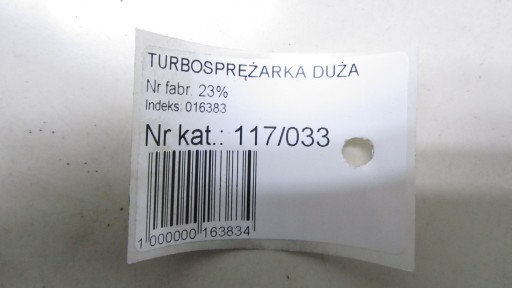 TURBOSPRĘŻARKA DUŻA
Nr fabr. 23%
Indeks: 016383
Nr kat.: 117/033
1 000000 163834